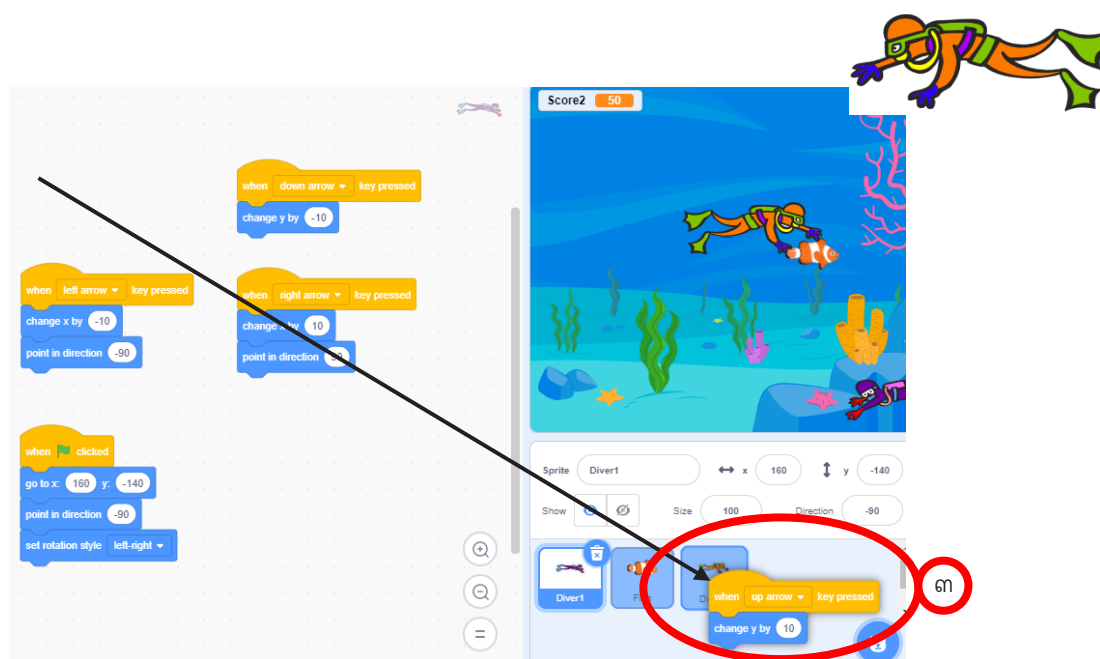 Score2 50
when down arrow key pressed
change y by -10
when left arrow key pressed
change x by -10
point in direction -90
when right arrow key pressed
change x by 10
point in direction
when clicked
go to x: 160 y: -140
point in direction -90
set rotation style left-right
Sprite Diver1 x 160 y -140
Show Size 100 Direction -90
Diver1
when up arrow key pressed
change y by 10
៣